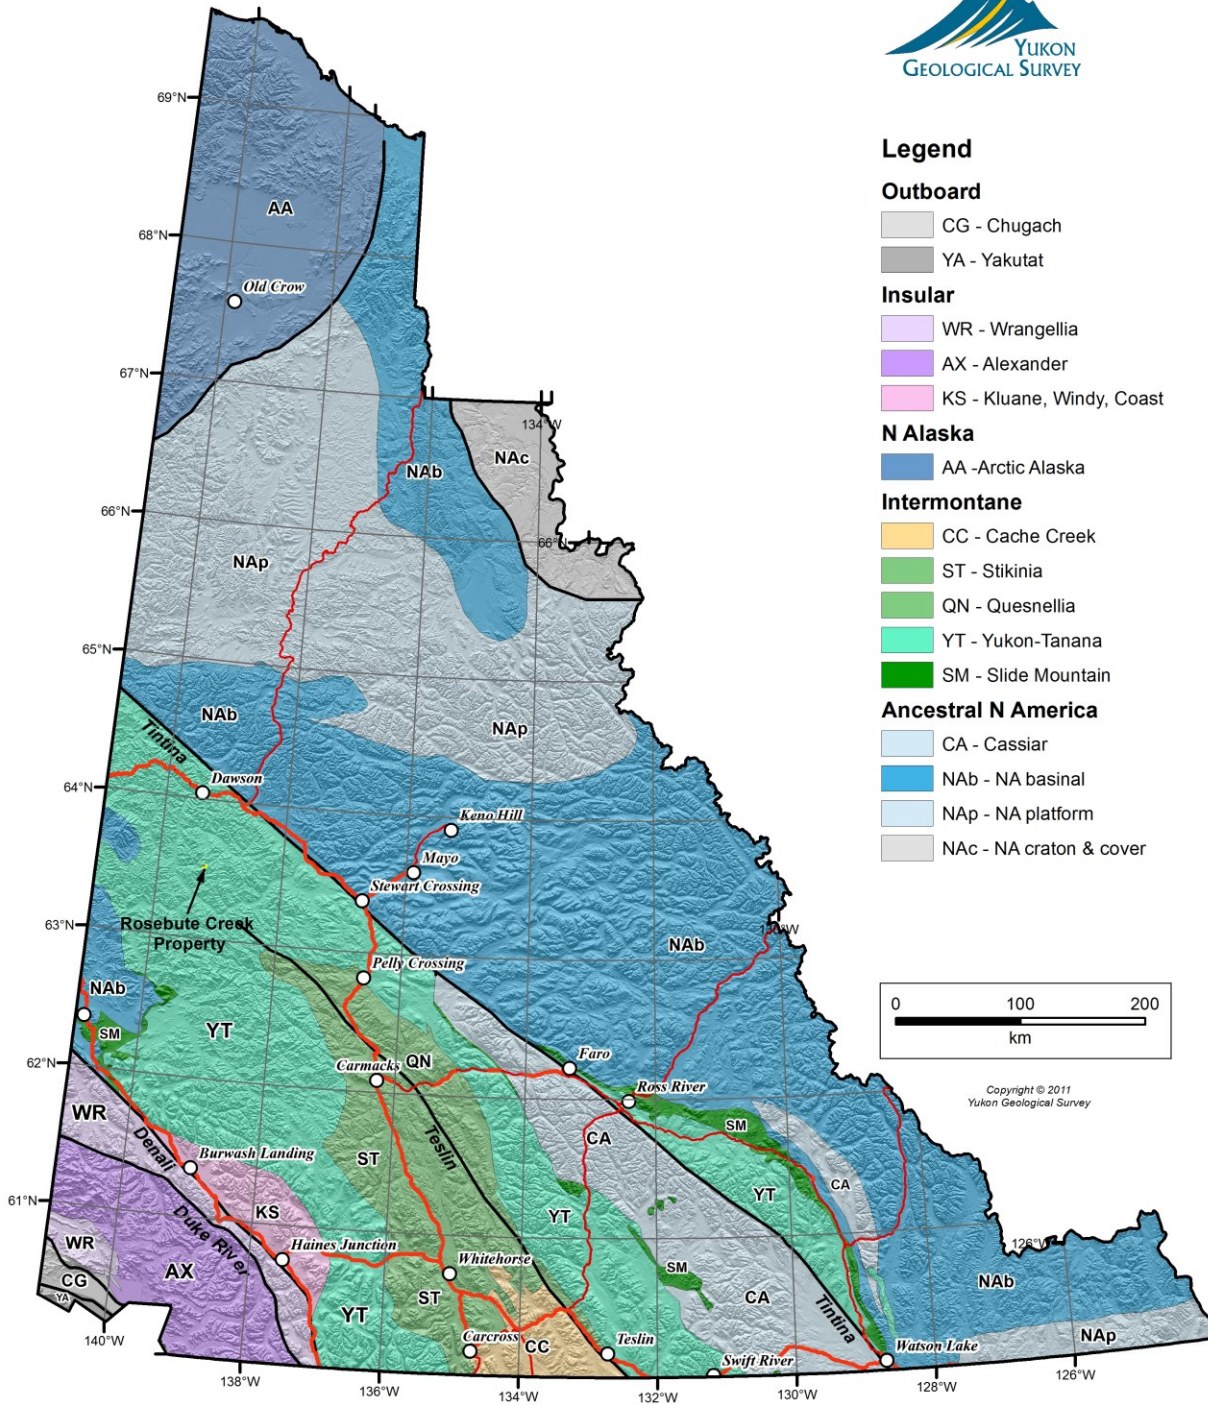 YUKON
GEOLOGICAL SURVEY
Legend
Outboard
CG - Chugach
YA - Yakutat
Insular
WR - Wrangellia
AX - Alexander
KS - Kluane, Windy, Coast
N Alaska
AA -Arctic Alaska
Intermontane
CC - Cache Creek
ST - Stikinia
QN - Quesnellia
YT - Yukon-Tanana
SM - Slide Mountain
Ancestral N America
CA - Cassiar
NAb - NA basinal
NAp - NA platform
NAc - NA craton & cover
0 100 200
km
Copyright © 2011
Yukon Geological Survey
69°N
AA
68°N
Old Crow
67°N
134°W
NAc
NAb
66°N
66°N
NAp
65°N
NAb
NAp
Tintina
64°N
Dawson
Keno Hill
Mayo
Stewart Crossing
Rosebute Creek
Property
63°N
130°W
NAb
Pelly Crossing
NAb
YT
SM
62°N
QN
Faro
Carmacks
Ross River
WR
SM
Denali
Teslin
CA
Burwash Landing
ST
CA
YT
61°N
KS
YT
Duke River
WR
Haines Junction
126°W
Whitehorse
AX
SM
CG
NAb
YA
ST
CA
YT
Tintina
140°W
Carcross
CC
Teslin
Swift River
Watson Lake
NAp
138°W
136°W
134°W
132°W
130°W
128°W
126°W